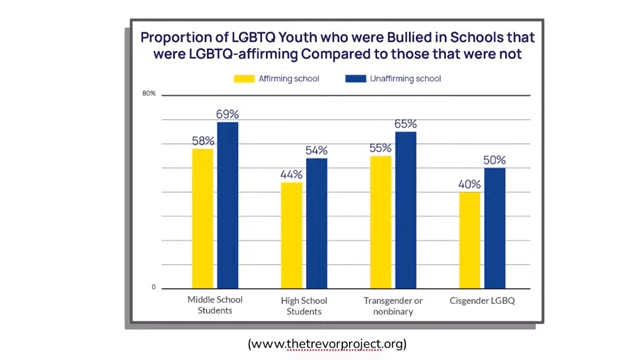 Proportion of LGBTQ Youth who were Bullied in Schools that
were LGBTQ-affirming Compared to those that were not
Affirming school Unaffirming school
80%
69%
58%
54%
44%
65%
55%
50%
40%
0
Middle School
Students
High School
Students
Transgender or
nonbinary
Cisgender LGBQ
(www.thetrevorproject.org)